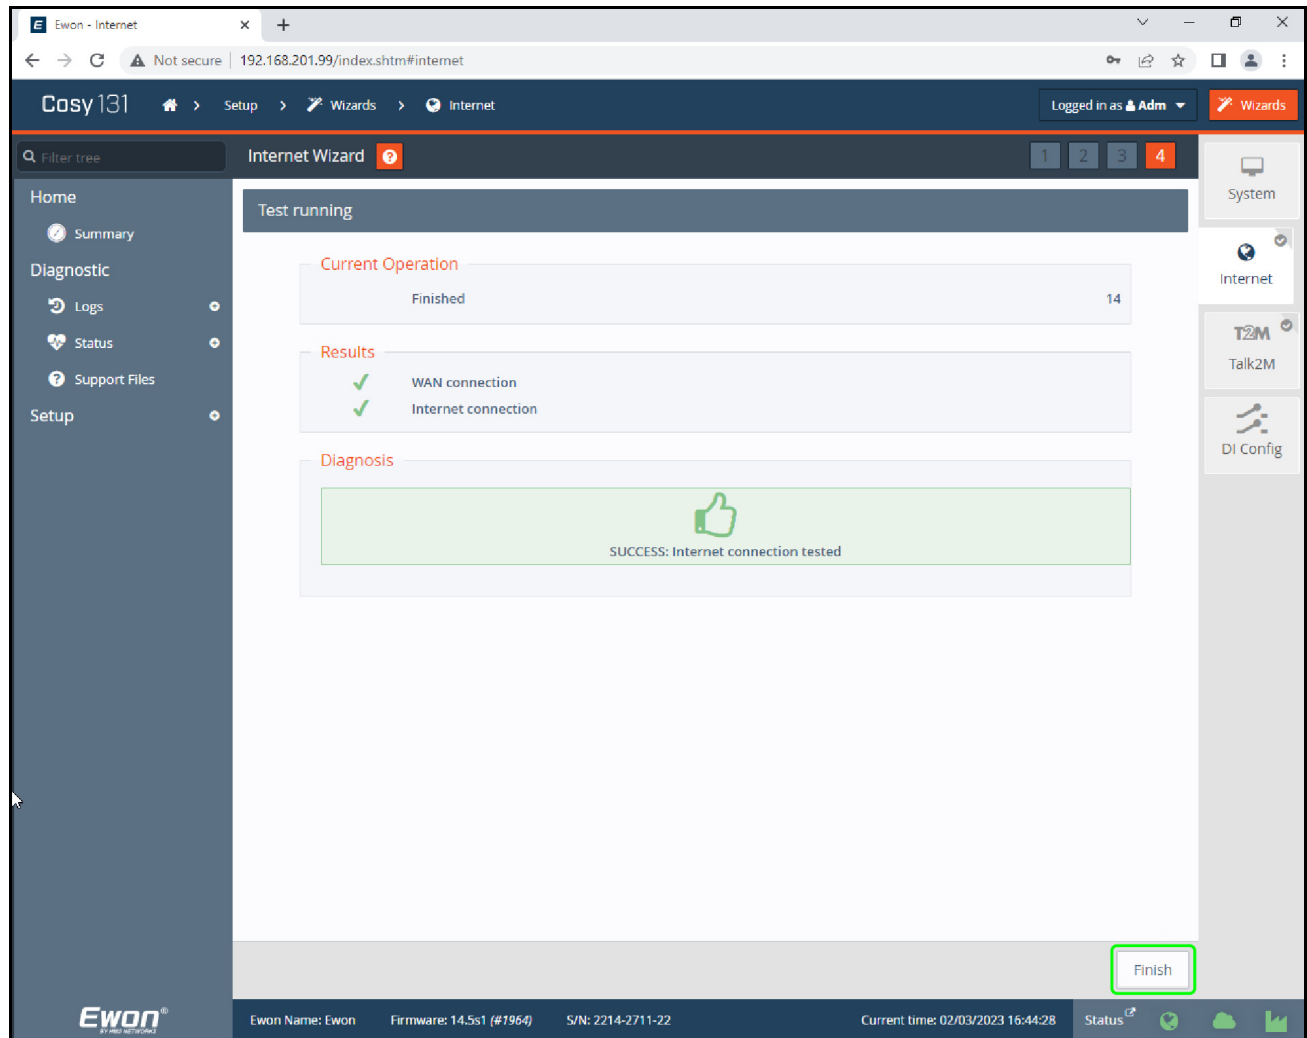 Ewon - Internet
Not secure 192.168.201.99/index.shtm#internet
Cosy 131 > Setup > Wizards > Internet Logged in as Adm Wizards
Filter tree
Internet Wizard ? 1 2 3 4
Home
Summary
Diagnostic
Logs
Status
Support Files
Setup
Test running
Current Operation
Finished 14
Results
WAN connection
Internet connection
Diagnosis
SUCCESS: Internet connection tested
System
Internet
T2M
Talk2M
DI Config
Finish
Ewon®
BY HMS NETWORKS
Ewon Name: Ewon Firmware: 14.5s1 (#1964) S/N: 2214-2711-22 Current time: 02/03/2023 16:44:28 Status